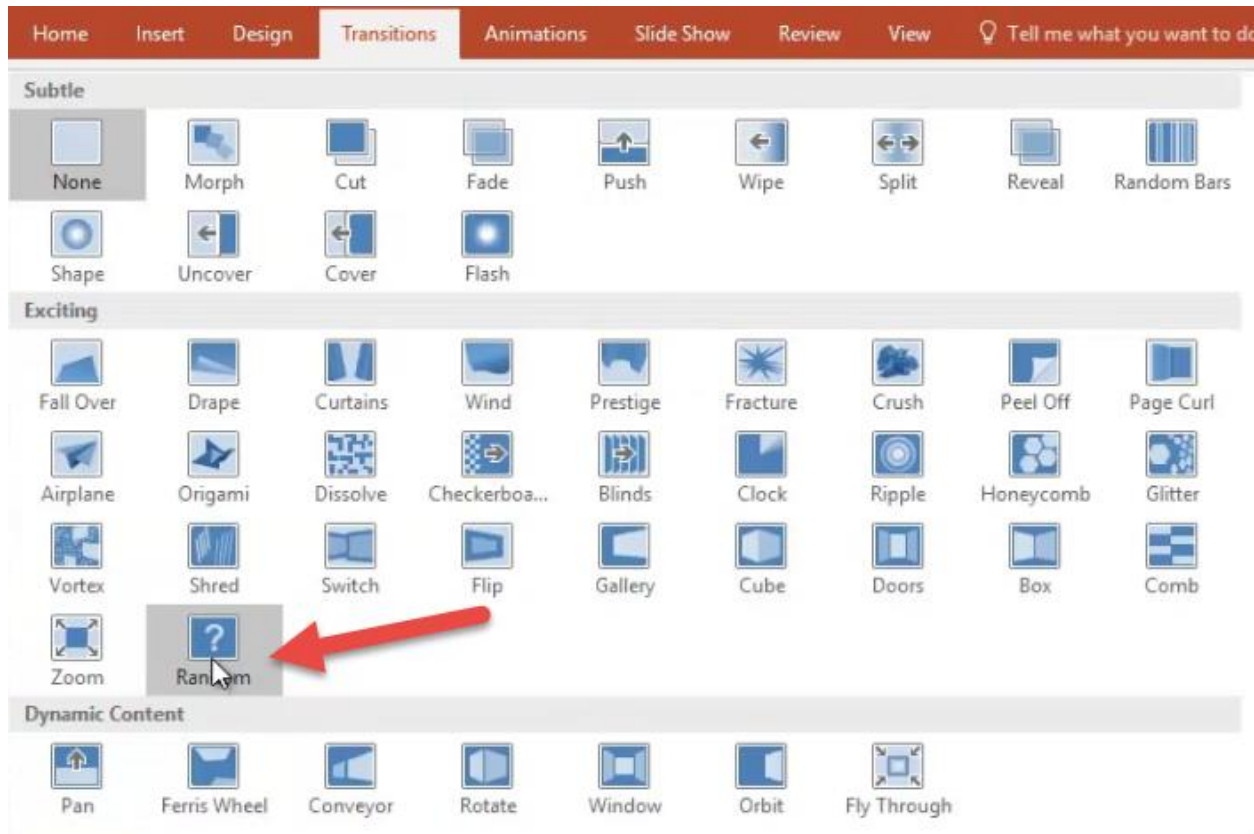 Home Insert Design Transitions Animations Slide Show Review View Tell me what you want to do
Subtle
None Morph Cut Fade Push Wipe Split Reveal Random Bars
Shape Uncover Cover Flash
Exciting
Fall Over Drape Curtains Wind Prestige Fracture Crush Peel Off Page Curl
Airplane Origami Dissolve Checkerboa... Blinds Clock Ripple Honeycomb Glitter
Vortex Shred Switch Flip Gallery Cube Doors Box Comb
?
Zoom Random
Dynamic Content
Pan Ferris Wheel Conveyor Rotate Window Orbit Fly Through